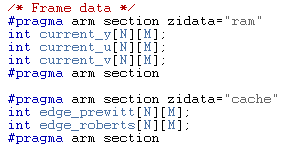 /* Frame data */
#pragma arm section zidata="ram"
int current_y[N][M];
int current_u[N][M];
int current_v[N][M];
#pragma arm section
#pragma arm section zidata="cache"
int edge_prewitt[N][M];
int edge_roberts[N][M];
#pragma arm section